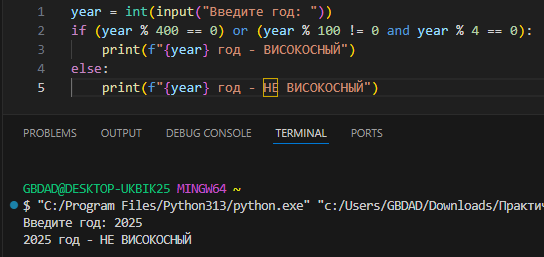 1 year = int(input("Введите год: "))
2 if (year % 400 == 0) or (year % 100 != 0 and year % 4 == 0):
3     print(f"{year} год - ВИСОКОСНЫЙ")
4 else:
5     print(f"{year} год - НЕ ВИСОКОСНЫЙ")
PROBLEMS OUTPUT DEBUG CONSOLE TERMINAL PORTS
GBDAD@DESKTOP-UKBIK25 MINGW64 ~
$ "C:/Program Files/Python313/python.exe" "c:/Users/GBDAD/Downloads/Практич
Введите год: 2025
2025 год - НЕ ВИСОКОСНЫЙ